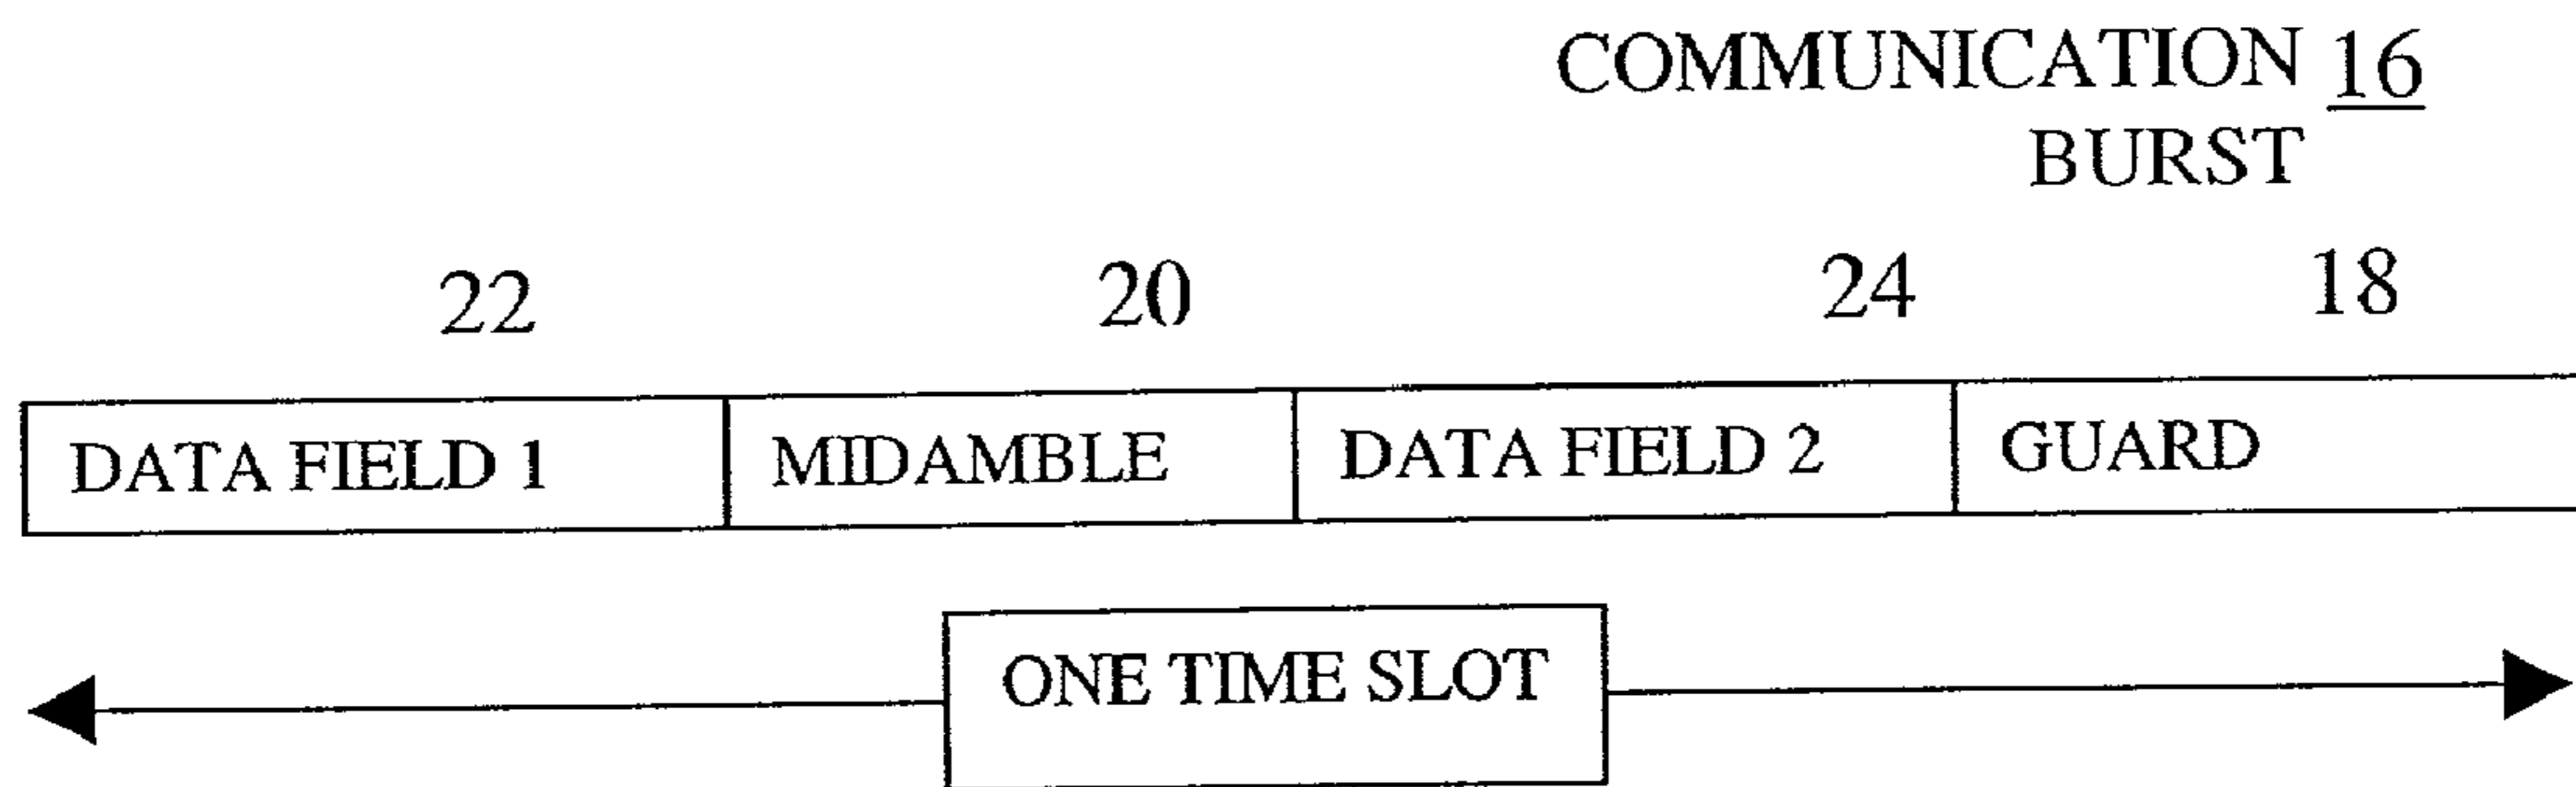 COMMUNICATION 16
BURST
22 20 24 18
DATA FIELD 1 MIDAMBLE DATA FIELD 2 GUARD
ONE TIME SLOT